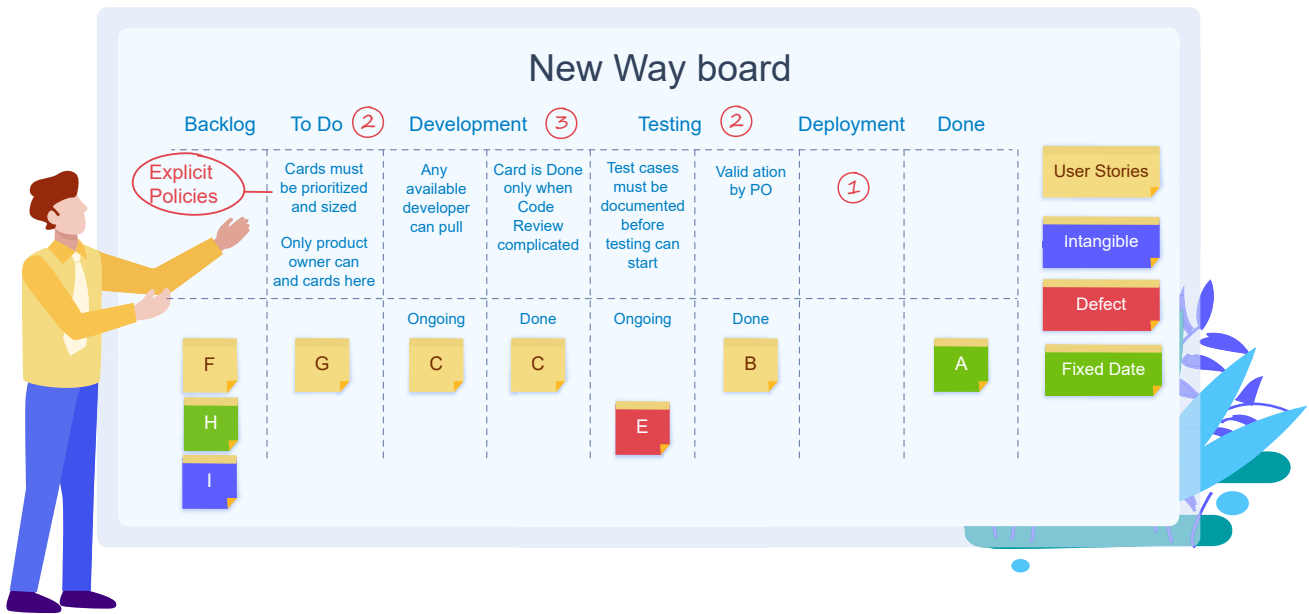 New Way board
Backlog
To Do 2
Development 3
Testing 2
Deployment
Done
Explicit
Policies
Cards must
be prioritized
and sized
Only product
owner can
and cards here
Any
available
developer
can pull
Card is Done
only when
Code
Review
complicated
Test cases
must be
documented
before
testing can
start
Valid ation
by PO
1
Ongoing
Done
Ongoing
Done
F
G
C
C
B
A
H
E
I
User Stories
Intangible
Defect
Fixed Date